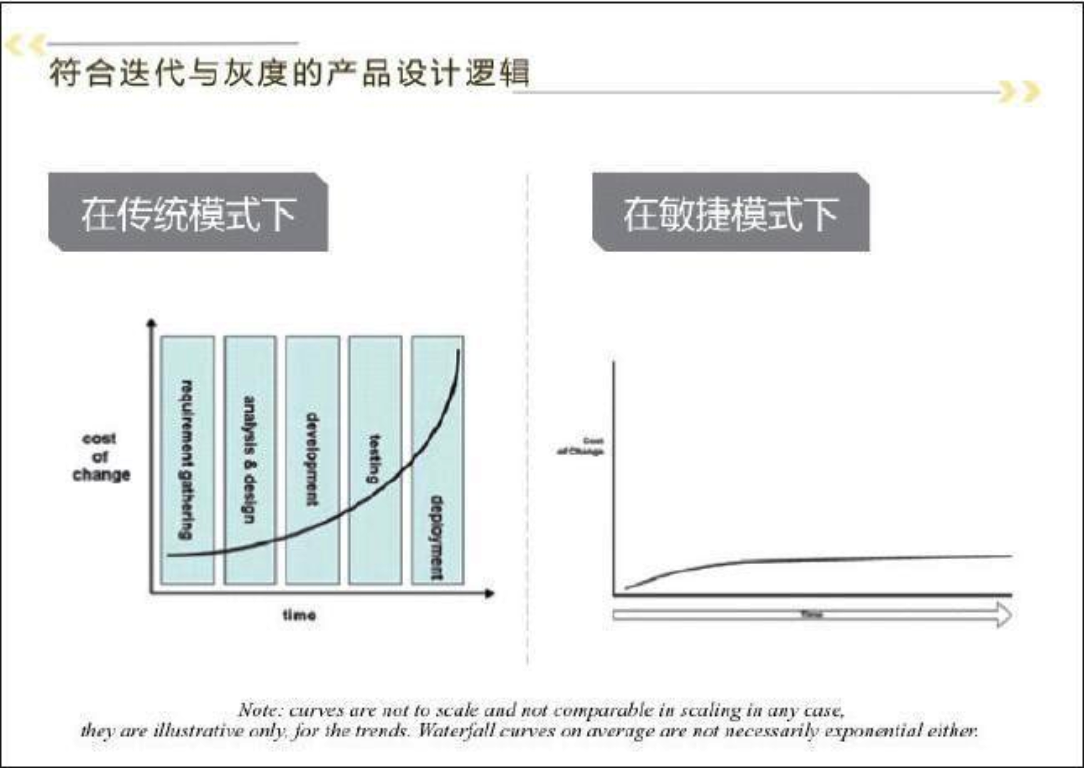 符合迭代与灰度的产品设计逻辑
在传统模式下
cost
of
change
requirement gathering
analysis & design
development
testing
deployment
time
在敏捷模式下
Cost
of Change
Time
Note: curves are not to scale and not comparable in scaling in any case,
they are illustrative only, for the trends. Waterfall curves on average are not necessarily exponential either.